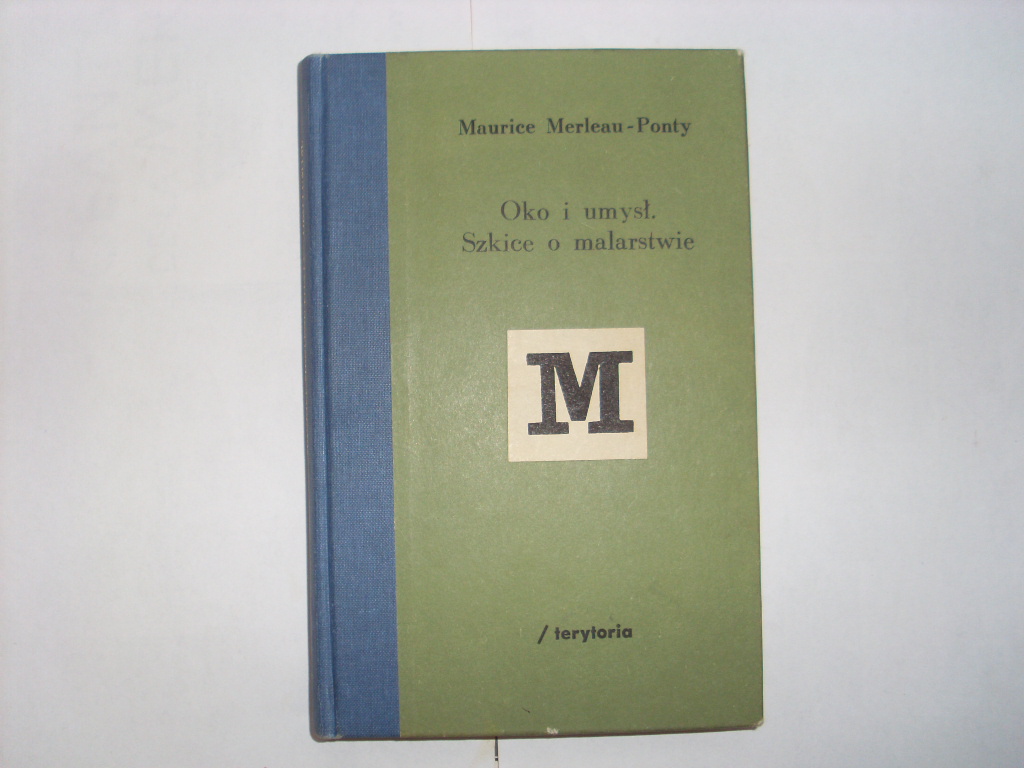 Maurice Merleau-Ponty
Oko i umysł.
Szkice o malarstwie
M
/ terytoria